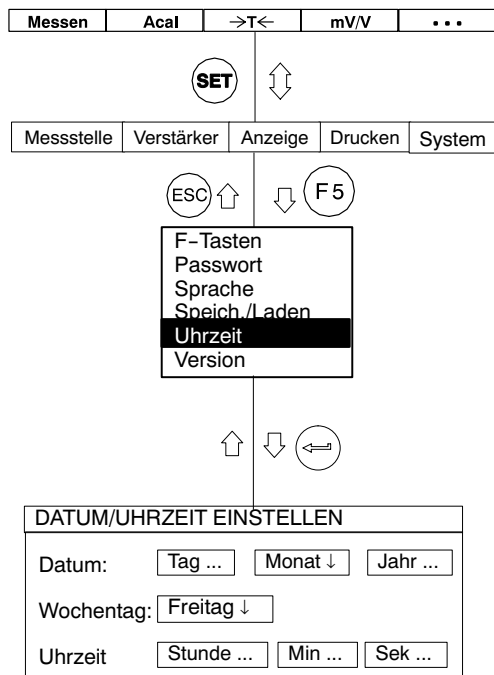 Messen Acal →T← mV/V ...
SET
Messstelle Verstärker Anzeige Drucken System
ESC F5
F-Tasten
Passwort
Sprache
Speich./Laden
Uhrzeit
Version
DATUM/UHRZEIT EINSTELLEN
Datum: Tag ... Monat ↓ Jahr ...
Wochentag: Freitag ↓
Uhrzeit Stunde ... Min ... Sek ...